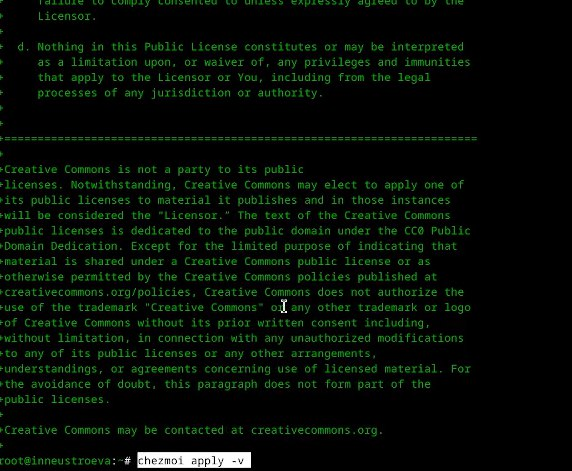 +     failure to comply consented to unless expressly agreed to by the
+     Licensor.
+
+  d. Nothing in this Public License constitutes or may be interpreted
+     as a limitation upon, or waiver of, any privileges and immunities
+     that apply to the Licensor or You, including from the legal
+     processes of any jurisdiction or authority.
+
+
+=======================================================================
+
+Creative Commons is not a party to its public
+licenses. Notwithstanding, Creative Commons may elect to apply one of
+its public licenses to material it publishes and in those instances
+will be considered the "Licensor." The text of the Creative Commons
+public licenses is dedicated to the public domain under the CC0 Public
+Domain Dedication. Except for the limited purpose of indicating that
+material is shared under a Creative Commons public license or as
+otherwise permitted by the Creative Commons policies published at
+creativecommons.org/policies, Creative Commons does not authorize the
+use of the trademark "Creative Commons" or any other trademark or logo
+of Creative Commons without its prior written consent including,
+without limitation, in connection with any unauthorized modifications
+to any of its public licenses or any other arrangements,
+understandings, or agreements concerning use of licensed material. For
+the avoidance of doubt, this paragraph does not form part of the
+public licenses.
+
+Creative Commons may be contacted at creativecommons.org.
+
root@inneustroeva:~# chezmoi apply -v